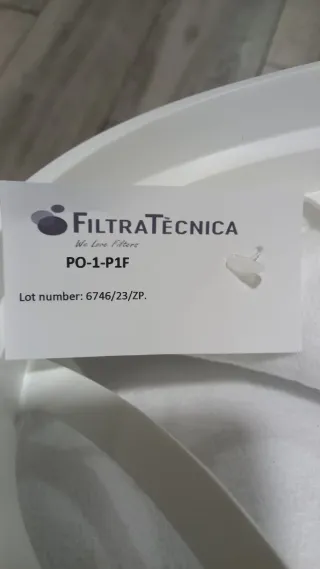 FILTRATÈCNICA
We Love Filters
PO-1-P1F
Lot number: 6746/23/ZP.